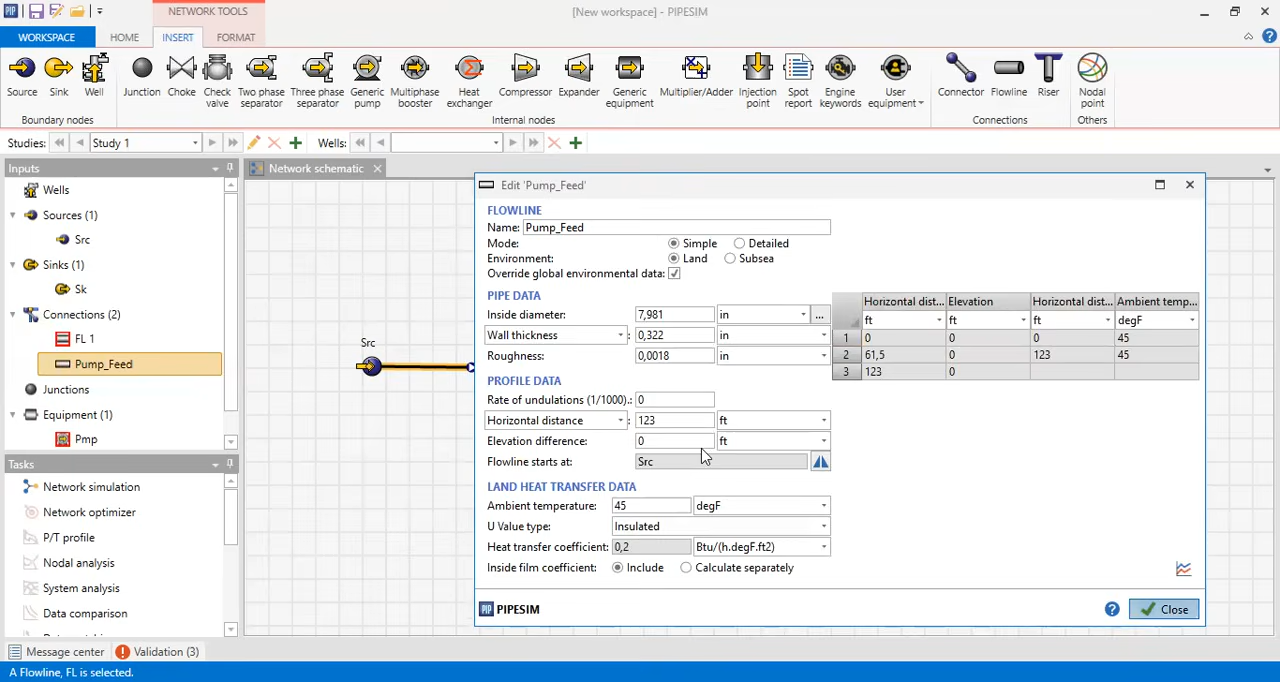 PIP
NETWORK TOOLS
[New workspace] - PIPESIM
WORKSPACE HOME INSERT FORMAT
Source Sink Well Junction Choke Check valve Two phase separator Three phase separator Generic pump Multiphase booster Heat exchanger Compressor Expander Generic equipment Multiplier/Adder Injection point Spot report Engine keywords User equipment Connector Flowline Riser Nodal point
Boundary nodes Internal nodes Connections Others
Studies: Study 1 Wells:
Inputs
Network schematic
Wells
Sources (1)
Src
Sinks (1)
Sk
Connections (2)
FL 1
Pump_Feed
Junctions
Equipment (1)
Pmp
Tasks
Network simulation
Network optimizer
P/T profile
Nodal analysis
System analysis
Data comparison
Src
Edit 'Pump_Feed'
FLOWLINE
Name: Pump_Feed
Mode: Simple Detailed
Environment: Land Subsea
Override global environmental data:
PIPE DATA
Inside diameter: 7,981 in ...
Wall thickness : 0,322 in
Roughness: 0,0018 in
PROFILE DATA
Rate of undulations (1/1000).: 0
Horizontal distance : 123 ft
Elevation difference: 0 ft
Flowline starts at: Src
LAND HEAT TRANSFER DATA
Ambient temperature: 45 degF
U Value type: Insulated
Heat transfer coefficient: 0,2 Btu/(h.degF.ft2)
Inside film coefficient: Include Calculate separately
Horizontal dist... Elevation Horizontal dist... Ambient temp...
ft ft ft degF
1 0 0 0 45
2 61,5 0 123 45
3 123 0
PIP PIPESIM
? Close
Message center Validation (3)
A Flowline, FL is selected.